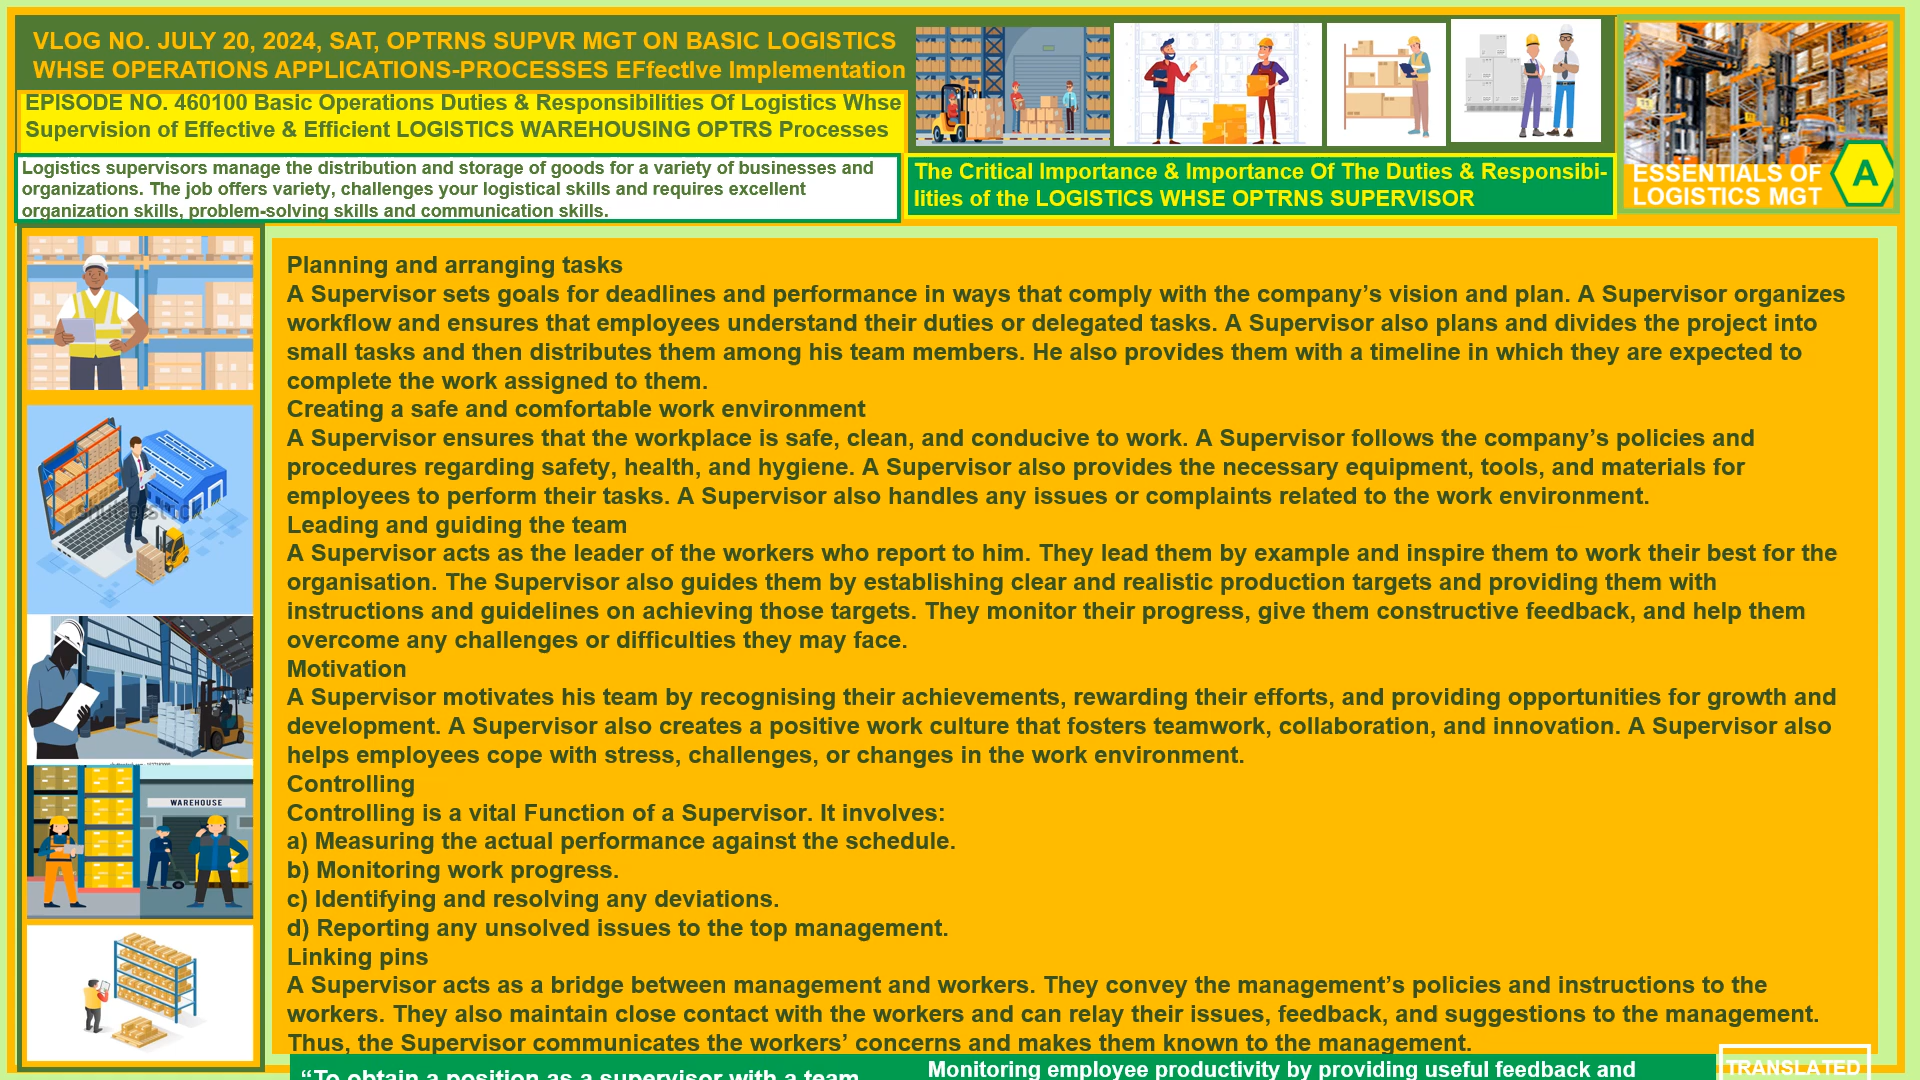 VLOG NO. JULY 20, 2024, SAT, OPTRNS SUPVR MGT ON BASIC LOGISTICS
WHSE OPERATIONS APPLICATIONS-PROCESSES EFfectIve Implementation
EPISODE NO. 460100 Basic Operations Duties & Responsibilities Of Logistics Whse
Supervision of Effective & Efficient LOGISTICS WAREHOUSING OPTRS Processes
Logistics supervisors manage the distribution and storage of goods for a variety of businesses and
organizations. The job offers variety, challenges your logistical skills and requires excellent
organization skills, problem-solving skills and communication skills.
The Critical Importance & Importance Of The Duties & Responsibi-
lities of the LOGISTICS WHSE OPTRNS SUPERVISOR
ESSENTIALS OF
LOGISTICS MGT
A
Planning and arranging tasks
A Supervisor sets goals for deadlines and performance in ways that comply with the company’s vision and plan. A Supervisor organizes
workflow and ensures that employees understand their duties or delegated tasks. A Supervisor also plans and divides the project into
small tasks and then distributes them among his team members. He also provides them with a timeline in which they are expected to
complete the work assigned to them.
Creating a safe and comfortable work environment
A Supervisor ensures that the workplace is safe, clean, and conducive to work. A Supervisor follows the company’s policies and
procedures regarding safety, health, and hygiene. A Supervisor also provides the necessary equipment, tools, and materials for
employees to perform their tasks. A Supervisor also handles any issues or complaints related to the work environment.
Leading and guiding the team
A Supervisor acts as the leader of the workers who report to him. They lead them by example and inspire them to work their best for the
organisation. The Supervisor also guides them by establishing clear and realistic production targets and providing them with
instructions and guidelines on achieving those targets. They monitor their progress, give them constructive feedback, and help them
overcome any challenges or difficulties they may face.
Motivation
A Supervisor motivates his team by recognising their achievements, rewarding their efforts, and providing opportunities for growth and
development. A Supervisor also creates a positive work culture that fosters teamwork, collaboration, and innovation. A Supervisor also
helps employees cope with stress, challenges, or changes in the work environment.
Controlling
Controlling is a vital Function of a Supervisor. It involves:
a) Measuring the actual performance against the schedule.
b) Monitoring work progress.
c) Identifying and resolving any deviations.
d) Reporting any unsolved issues to the top management.
Linking pins
A Supervisor acts as a bridge between management and workers. They convey the management’s policies and instructions to the
workers. They also maintain close contact with the workers and can relay their issues, feedback, and suggestions to the management.
Thus, the Supervisor communicates the workers’ concerns and makes them known to the management.
WAREHOUSE
“To obtain a position as a supervisor with a team
Monitoring employee productivity by providing useful feedback and
TRANSLATED